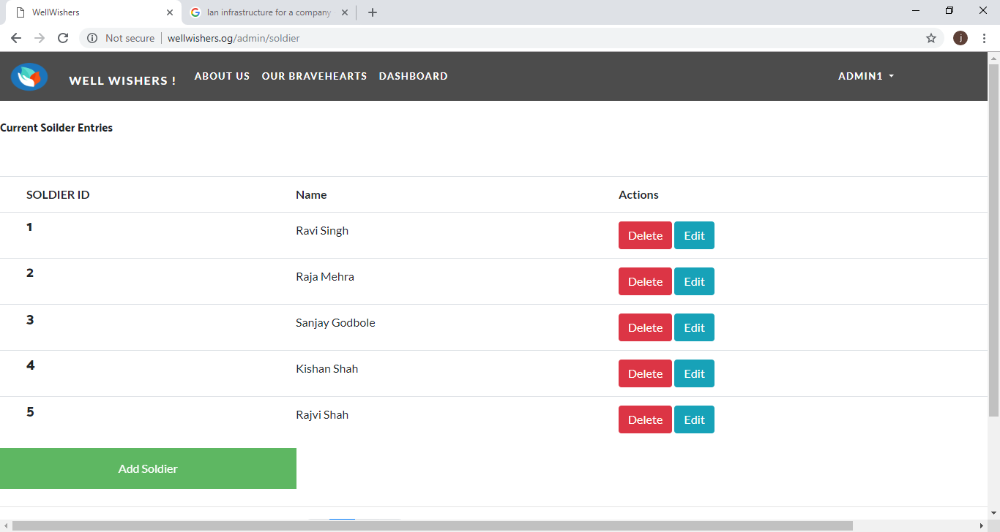 WellWishers
lan infrastructure for a company
Not secure
wellwishers.og/admin/soldier
j
WELL WISHERS !
ABOUT US
OUR BRAVEHEARTS
DASHBOARD
ADMIN1
Current Soilder Entries
SOLDIER ID Name Actions
1 Ravi Singh Delete Edit
2 Raja Mehra Delete Edit
3 Sanjay Godbole Delete Edit
4 Kishan Shah Delete Edit
5 Rajvi Shah Delete Edit
Add Soldier